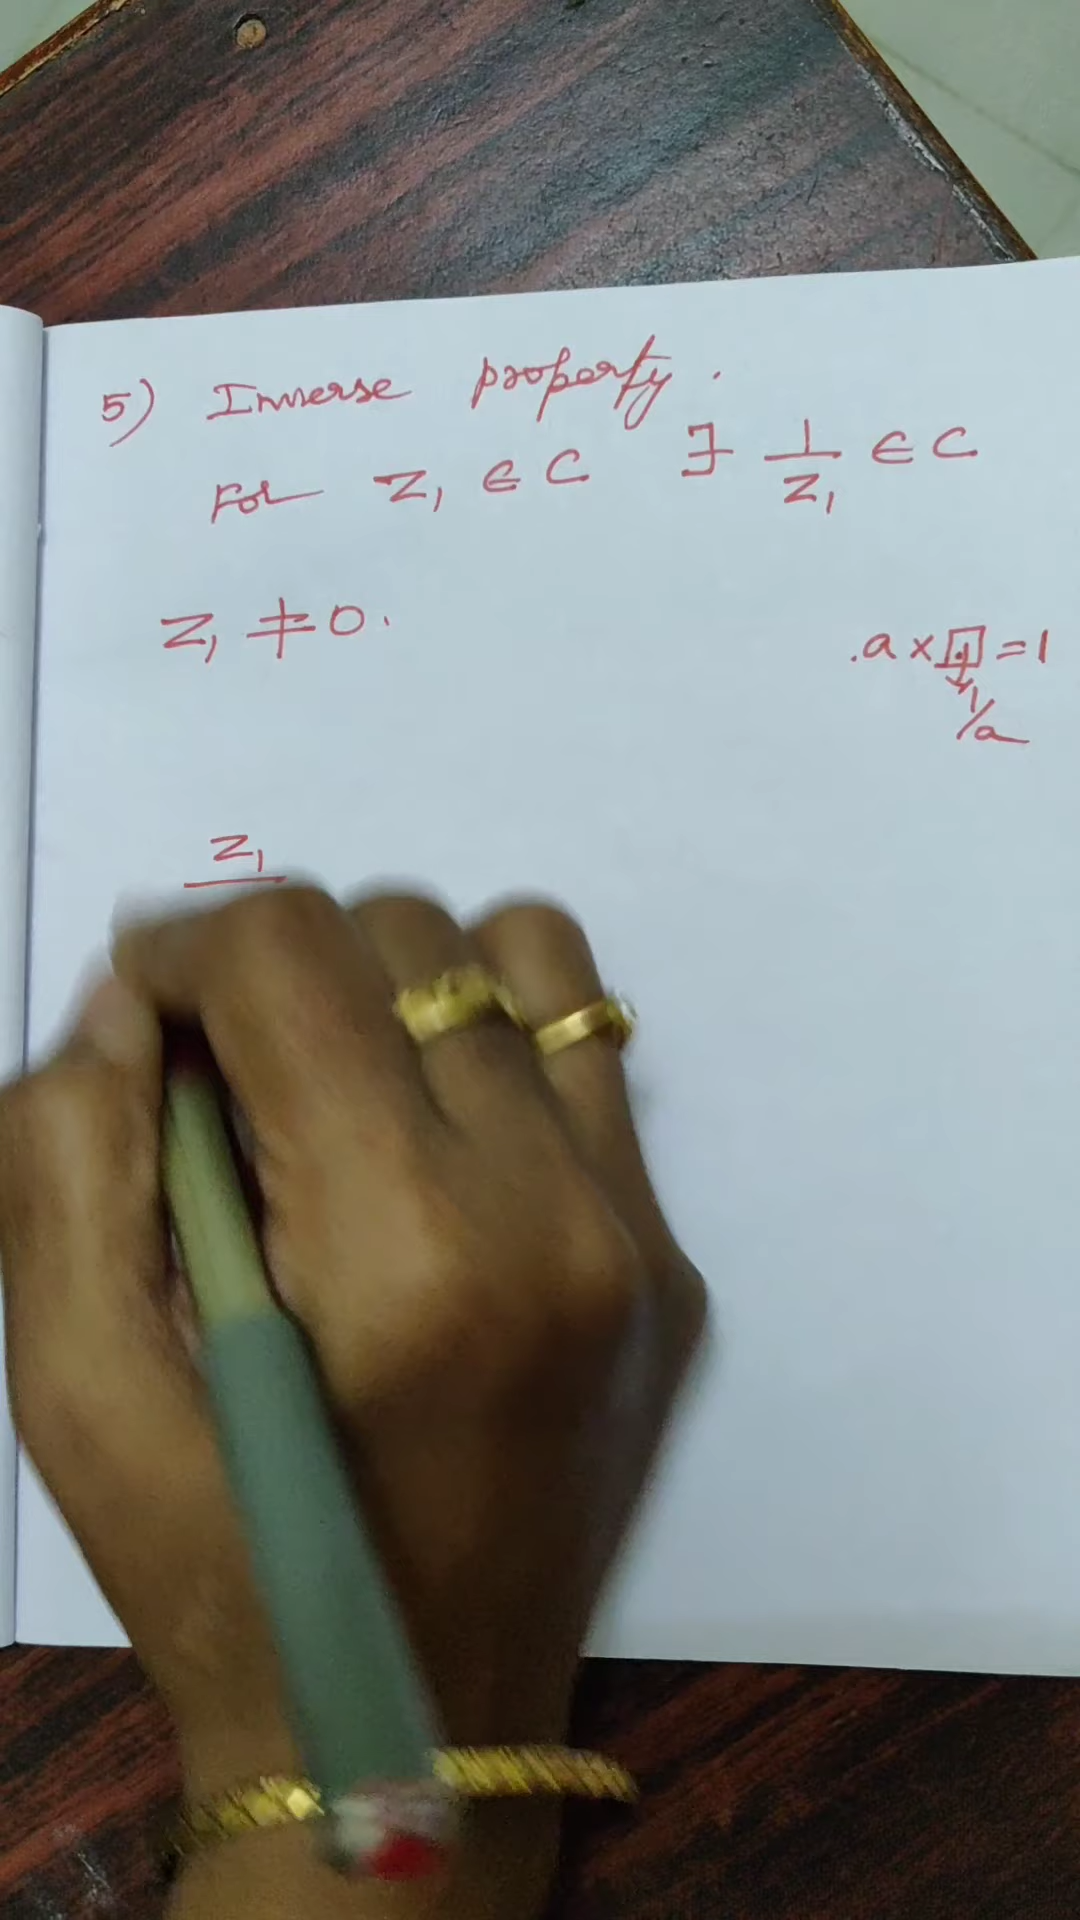 5) Inverse property.
For Z₁ ∈ C ∃ 1/Z₁ ∈ C
Z₁ ≠ 0.
.a × □ = 1
1/a
Z₁